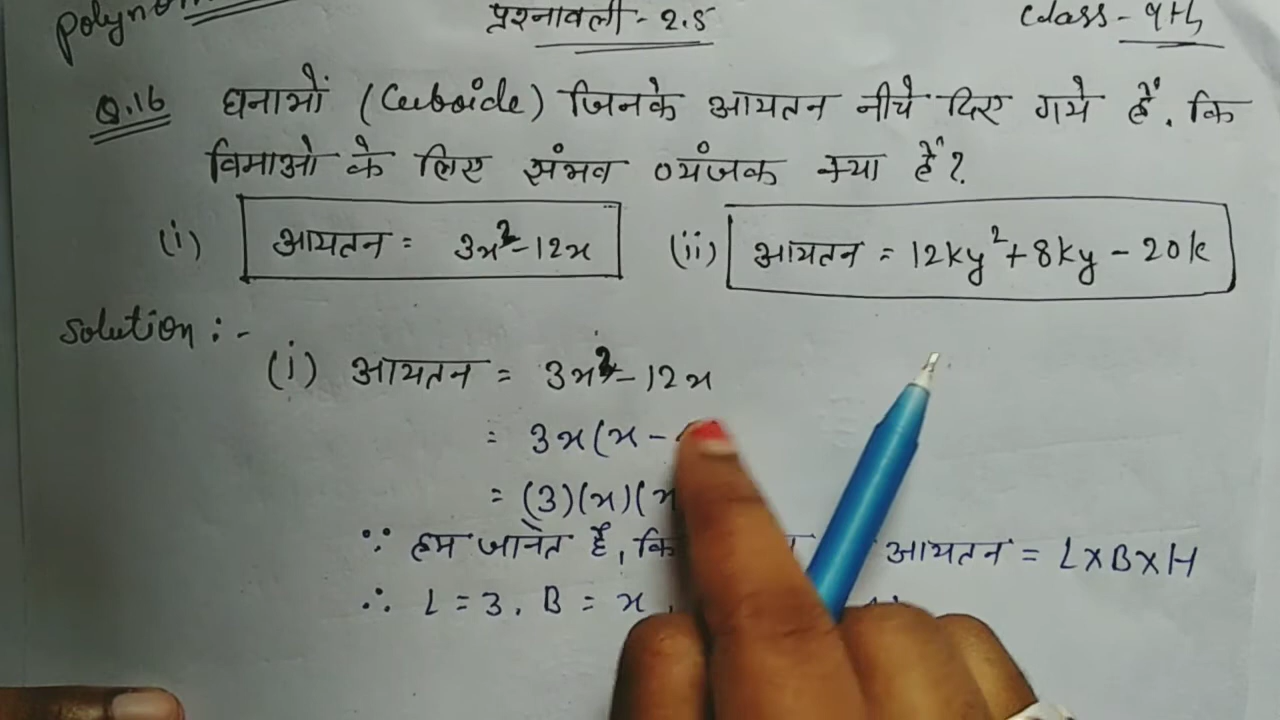 प्रश्नावली - 2.5
Class - 9th
Q.16 घनाभों (Cuboide) जिनके आयतन नीचे दिए गये हैं, कि
विमाओ के लिए संभव व्यंजक क्या हैं?
(i) आयतन = 3x²-12x (ii) आयतन = 12ky²+8ky-20k
Solution :-
(i) आयतन = 3x²-12x
= 3x(x-
= (3)(x)(x
∵ हम जानते हैं, कि आयतन = L×B×H
∴ L=3, B = x,